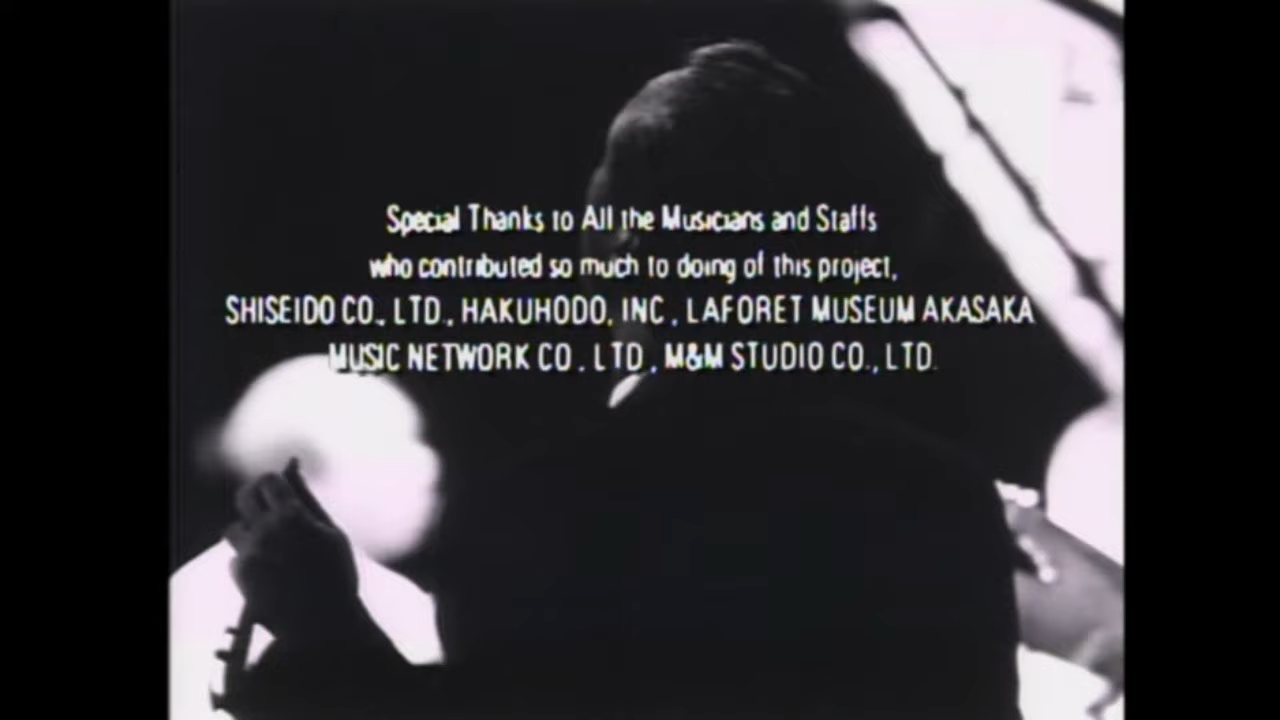 Special Thanks to All the Musicians and Staffs
who contributed so much to doing of this project,
SHISEIDO CO., LTD., HAKUHODO, INC., LAFORET MUSEUM AKASAKA
MUSIC NETWORK CO., LTD., M&M STUDIO CO., LTD.